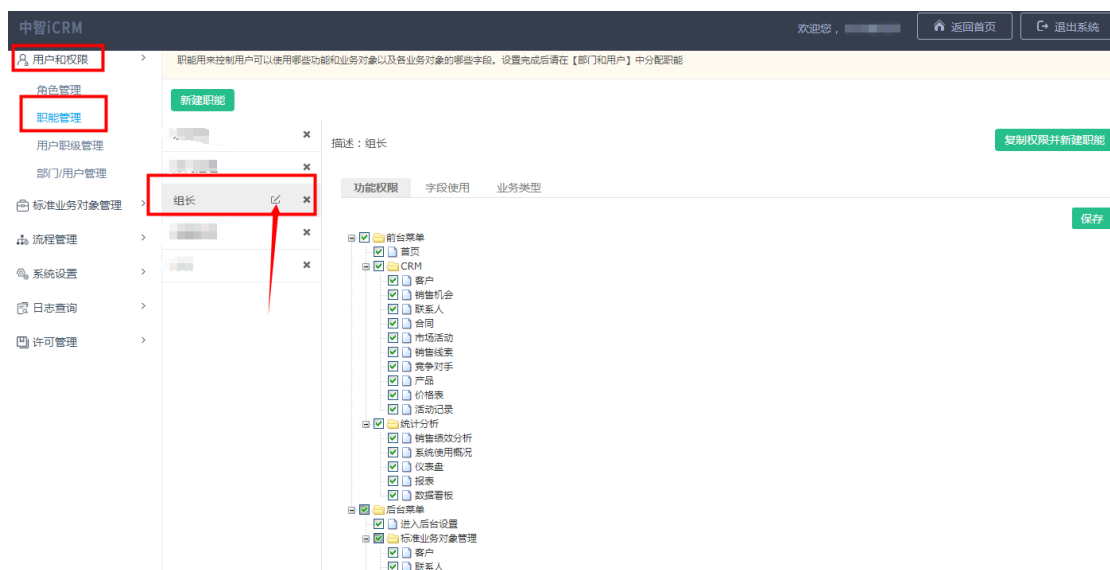 中智iCRM
欢迎您，
返回首页
退出系统
用户和权限
角色管理
职能管理
用户职级管理
部门/用户管理
标准业务对象管理
流程管理
系统设置
日志查询
许可管理
职能用来控制用户可以使用哪些功能和业务对象以及各业务对象的哪些字段。设置完成后请在【部门和用户】中分配职能
新建职能
组长
描述：组长
复制权限并新建职能
功能权限 字段使用 业务类型
保存
前台菜单
首页
CRM
客户
销售机会
联系人
合同
市场活动
销售线索
竞争对手
产品
价格表
活动记录
统计分析
销售绩效分析
系统使用概况
仪表盘
报表
数据看板
后台菜单
进入后台设置
标准业务对象管理
客户
联系人